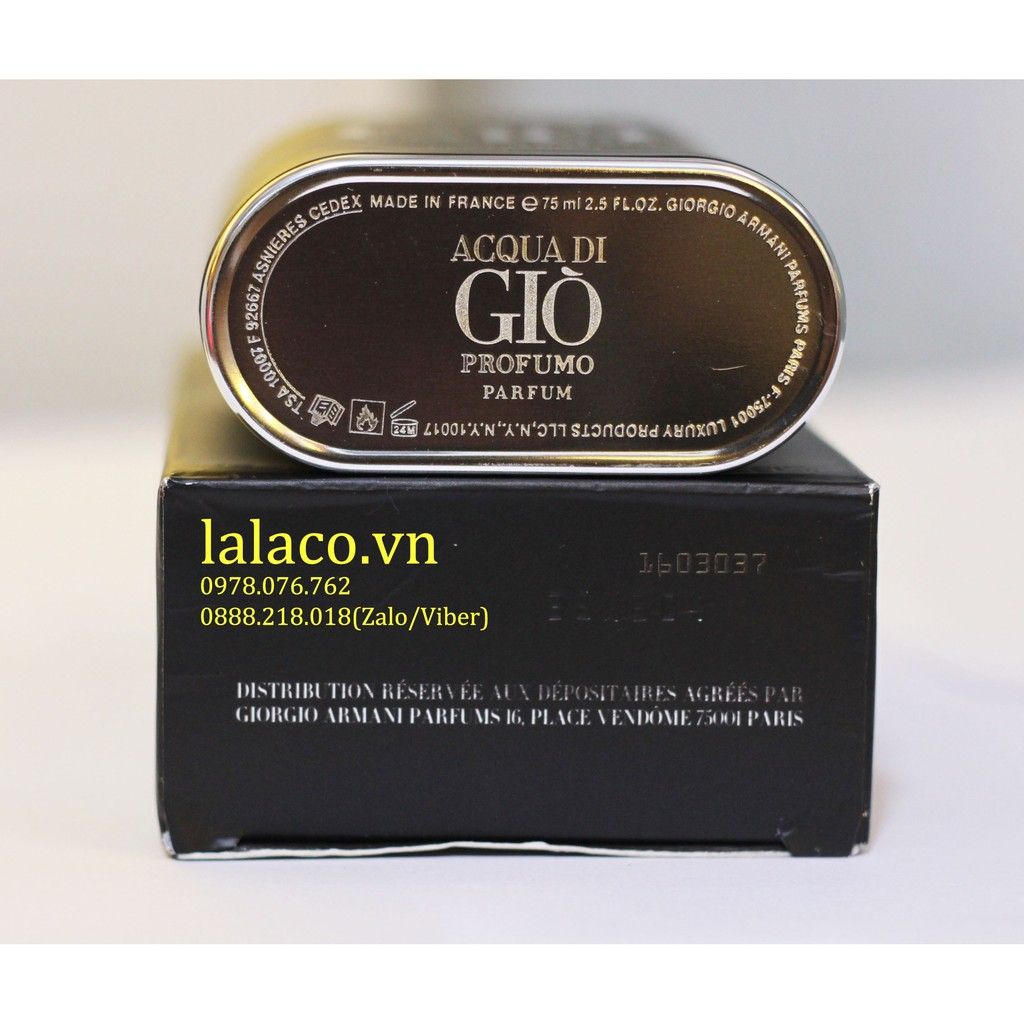 TSA 10007 F 92667 ASNIERES CEDEX MADE IN FRANCE ℮ 75 ml 2.5 FL.OZ. GIORGIO ARMANI PARFUMS PARIS F-75001 LUXURY PRODUCTS LLC,N.Y.,N.Y.10017
ACQUA DI
GIÒ
PROFUMO
PARFUM
24M
lalaco.vn
0978.076.762
0888.218.018(Zalo/Viber)
1603037
DISTRIBUTION RÉSERVÉE AUX DÉPOSITAIRES AGRÉÉS PAR
GIORGIO ARMANI PARFUMS 16, PLACE VENDÔME 75001 PARIS